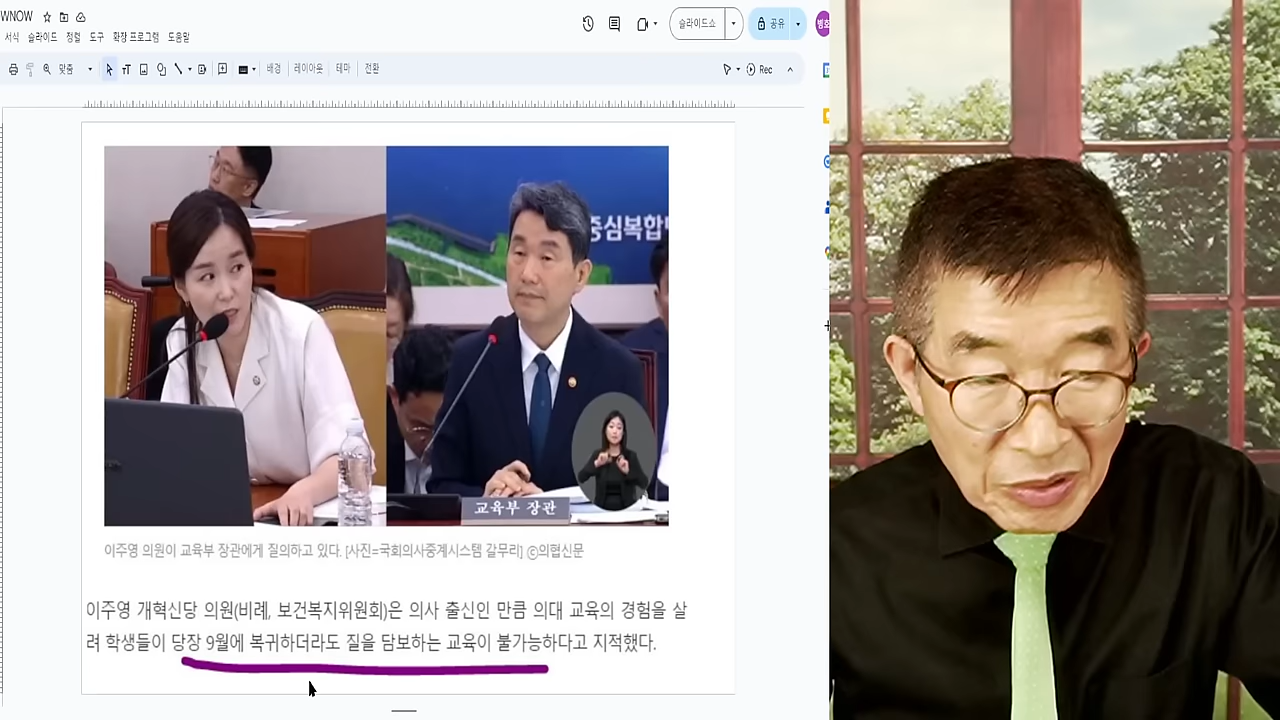 WNOW
서식 슬라이드 정렬 도구 확장 프로그램 도움말
슬라이드쇼
공유
병호
맞춤
배경 레이아웃 테마 전환
Rec
중심복합
교육부 장관
이주영 의원이 교육부 장관에게 질의하고 있다. [사진=국회의사중계시스템 갈무리] ⓒ의협신문
이주영 개혁신당 의원(비례, 보건복지위원회)은 의사 출신인 만큼 의대 교육의 경험을 살
려 학생들이 당장 9월에 복귀하더라도 질을 담보하는 교육이 불가능하다고 지적했다.